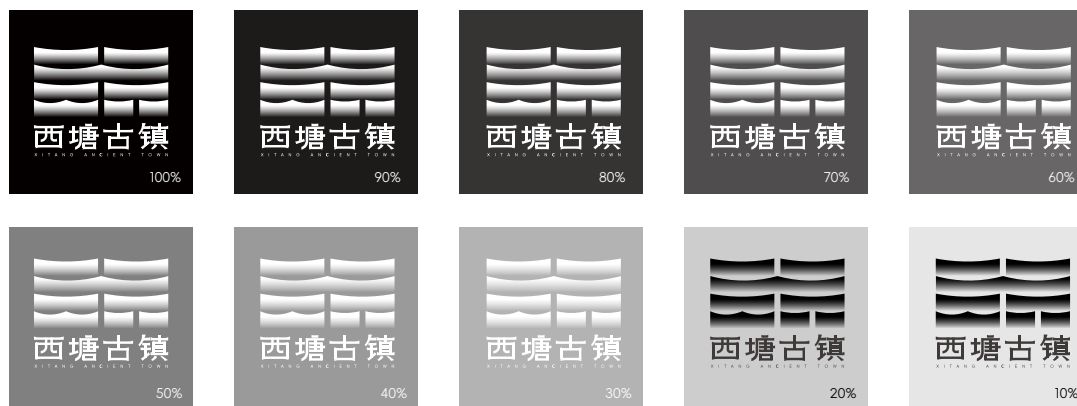 西塘古镇
XITANG ANCIENT TOWN
100%
西塘古镇
XITANG ANCIENT TOWN
90%
西塘古镇
XITANG ANCIENT TOWN
80%
西塘古镇
XITANG ANCIENT TOWN
70%
西塘古镇
XITANG ANCIENT TOWN
60%
西塘古镇
XITANG ANCIENT TOWN
50%
西塘古镇
XITANG ANCIENT TOWN
40%
西塘古镇
XITANG ANCIENT TOWN
30%
西塘古镇
XITANG ANCIENT TOWN
20%
西塘古镇
XITANG ANCIENT TOWN
10%